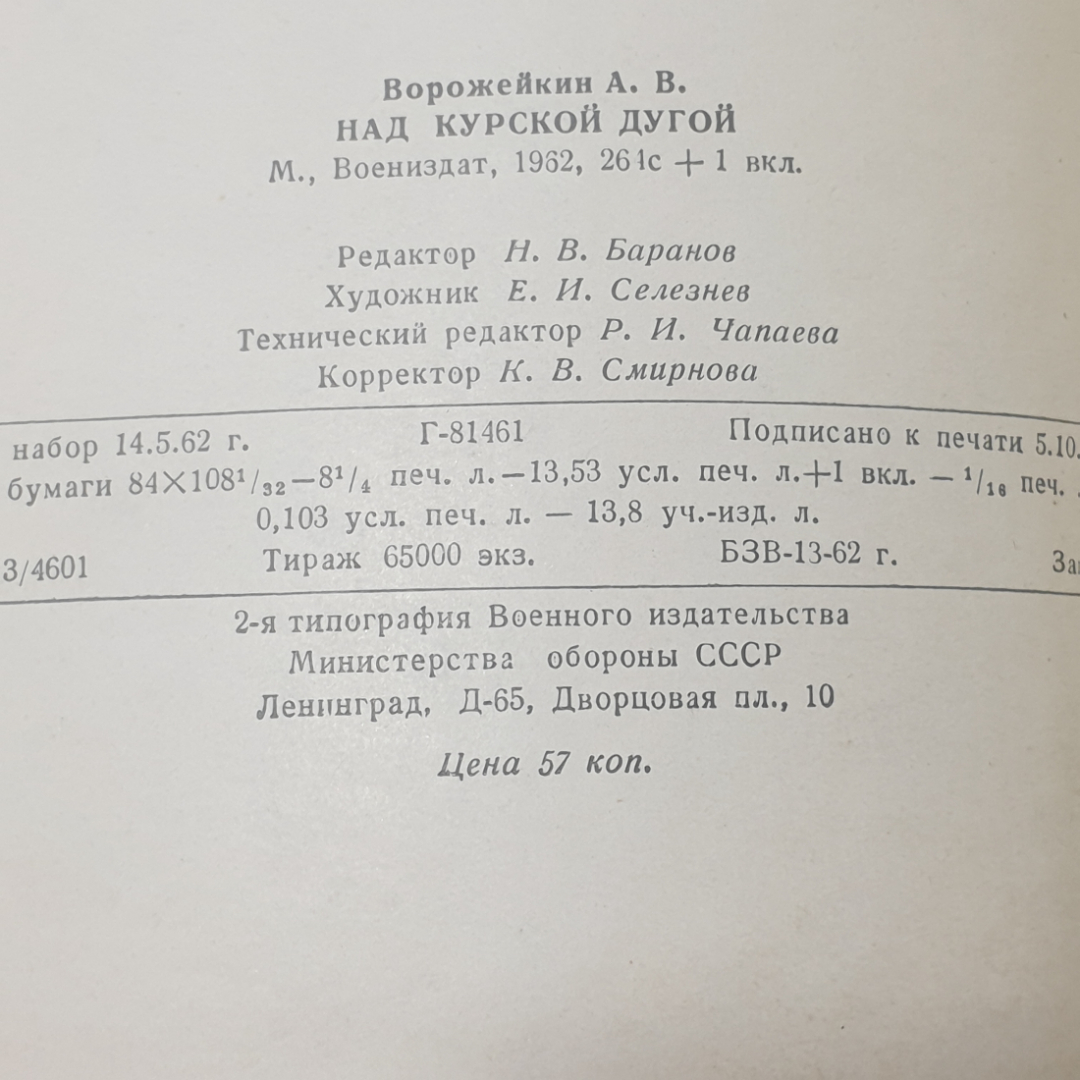 Ворожейкин А. В.
НАД КУРСКОЙ ДУГОЙ
М., Воениздат, 1962, 264с + 1 вкл.
Редактор Н. В. Баранов
Художник Е. И. Селезнев
Технический редактор Р. И. Чапаева
Корректор К. В. Смирнова
набор 14.5.62 г. Г-81461 Подписано к печати 5.10.
бумаги 84×108¹/₃₂—8¹/₄ печ. л.—13,53 усл. печ. л.+1 вкл. — ¹/₁₆ печ.
0,103 усл. печ. л. — 13,8 уч.-изд. л.
3/4601 Тираж 65000 экз. БЗВ-13-62 г.
2-я типография Военного издательства
Министерства обороны СССР
Ленинград, Д-65, Дворцовая пл., 10
Цена 57 коп.